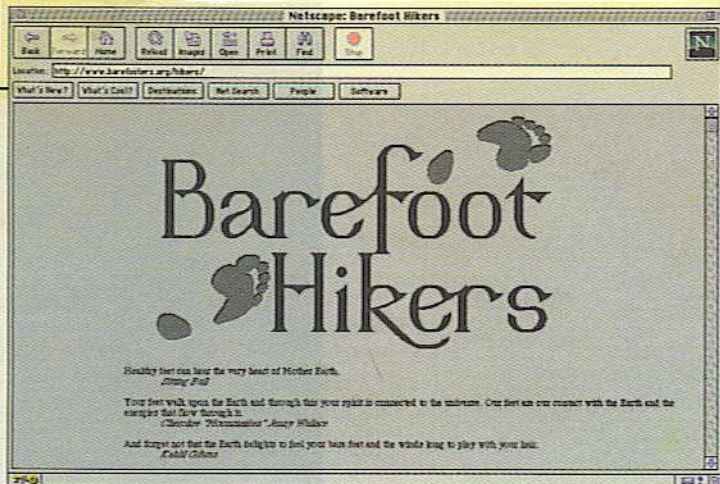 Netscape: Barefoot Hikers
Back Forward Home Reload Images Open Print Find Stop
N
Location: http://www.barefooters.org/hikers/
What's New? What's Cool? Destinations Net Search People Software
Barefoot
Hikers
Healthy feet can hear the very heart of Mother Earth.
Sitting Bull
Your feet walk upon the Earth and through this your spirit is connected to the universe. Our feet are our contact with the Earth and the
energies that flow through it.
Cherokee Awny Wallace
And forget not that the Earth delights to feel your bare feet and the winds long to play with your hair.
Kahlil Gibran